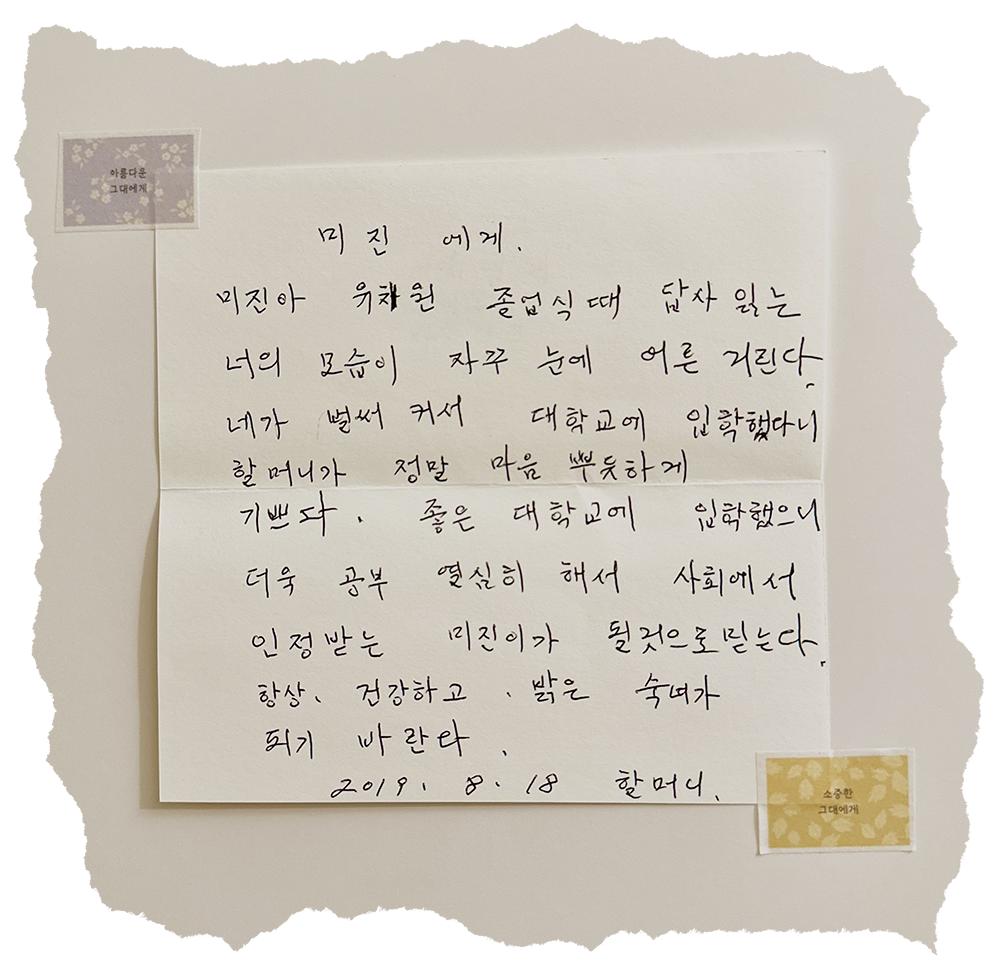 아름다운
그대에게
미진 에게.
미진아 유치원 졸업식때 답사 읽는
너의 모습이 자꾸 눈에 어른 거린다.
네가 벌써 커서 대학교에 입학했다니
할머니가 정말 마음 뿌듯하게
기쁘다. 좋은 대학교에 입학했으니
더욱 공부 열심히 해서 사회에서
인정받는 미진이가 될것으로믿는다.
항상. 건강하고. 밝은 숙녀가
되기 바란다.
2019. 8. 18 할머니.
소중한
그대에게